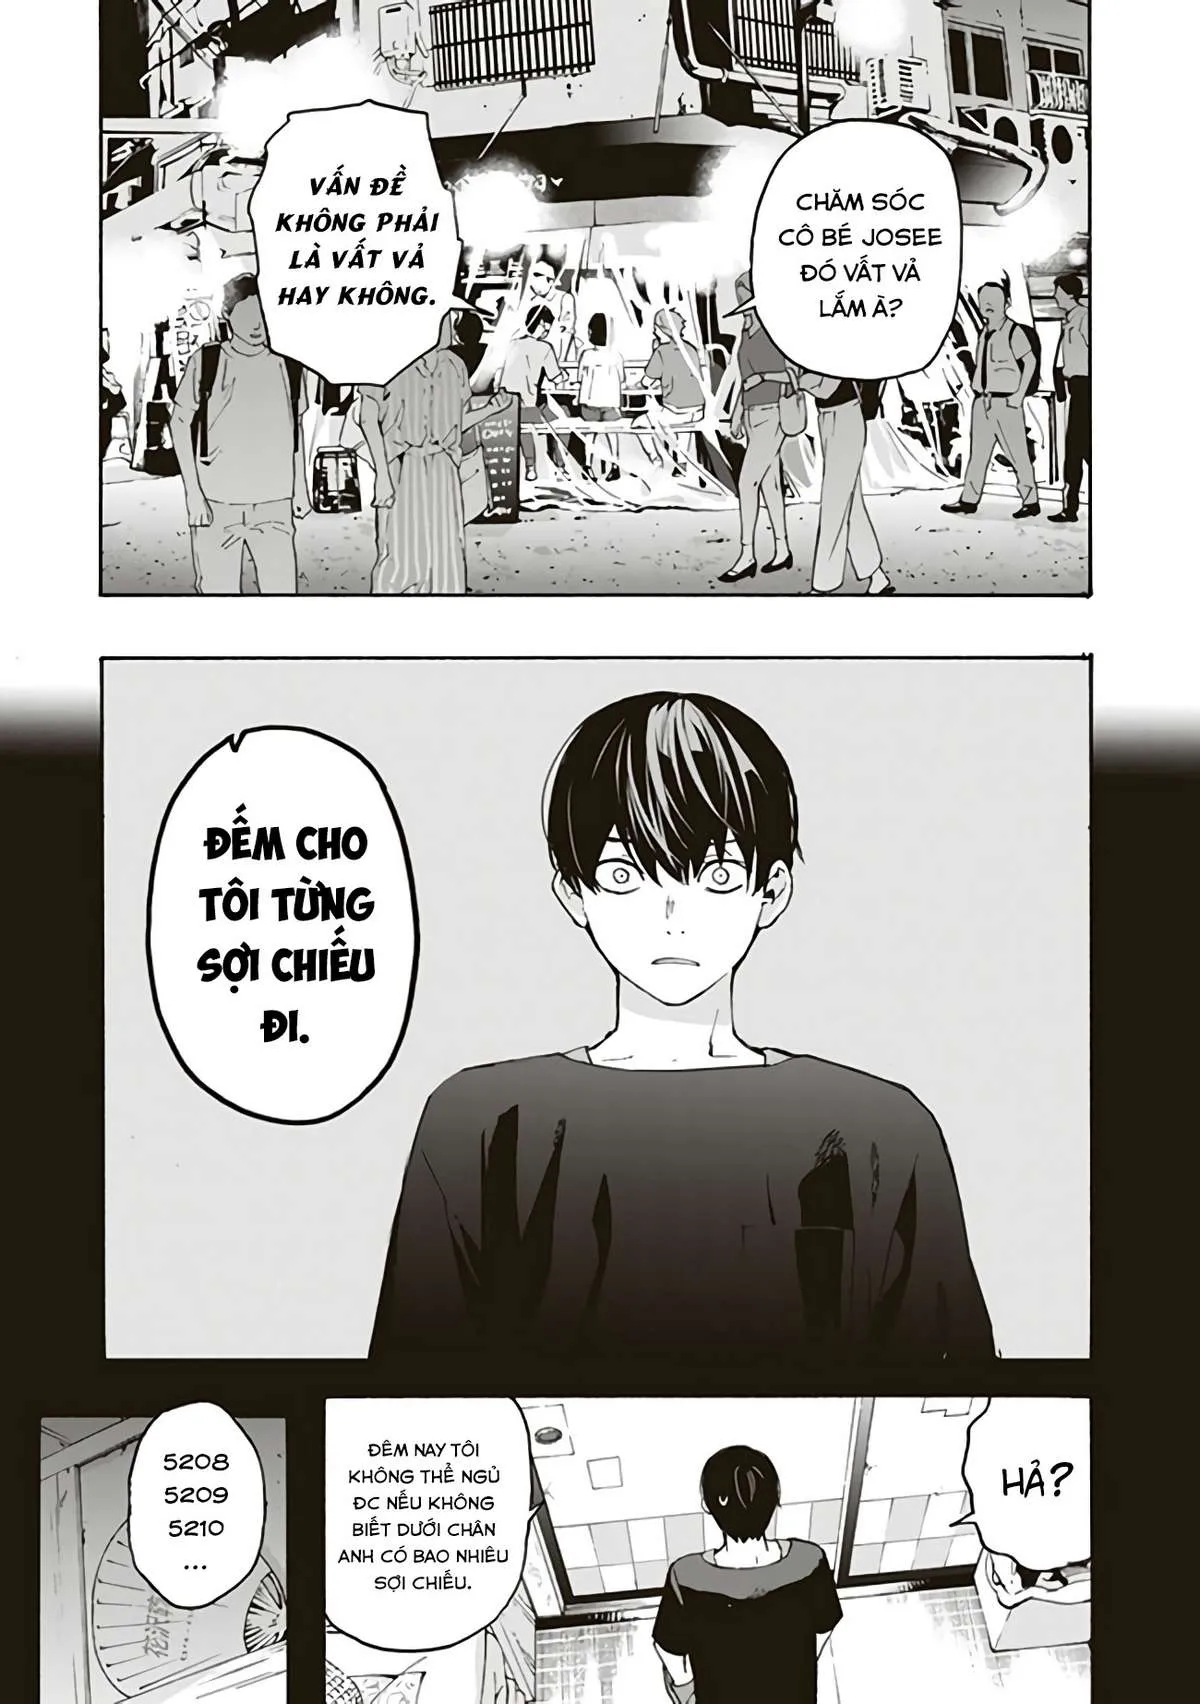 CHĂM SÓC
CÔ BÉ JOSEE
ĐÓ VẤT VẢ
LẮM À?
VẤN ĐỀ
KHÔNG PHẢI
LÀ VẤT VẢ
HAY KHÔNG.
ĐẾM CHO
TÔI TỪNG
SỢI CHIẾU
ĐI.
HẢ?
ĐÊM NAY TÔI
KHÔNG THỂ NGỦ
ĐC NẾU KHÔNG
BIẾT DƯỚI CHÂN
ANH CÓ BAO NHIÊU
SỢI CHIẾU.
5208
5209
5210
...